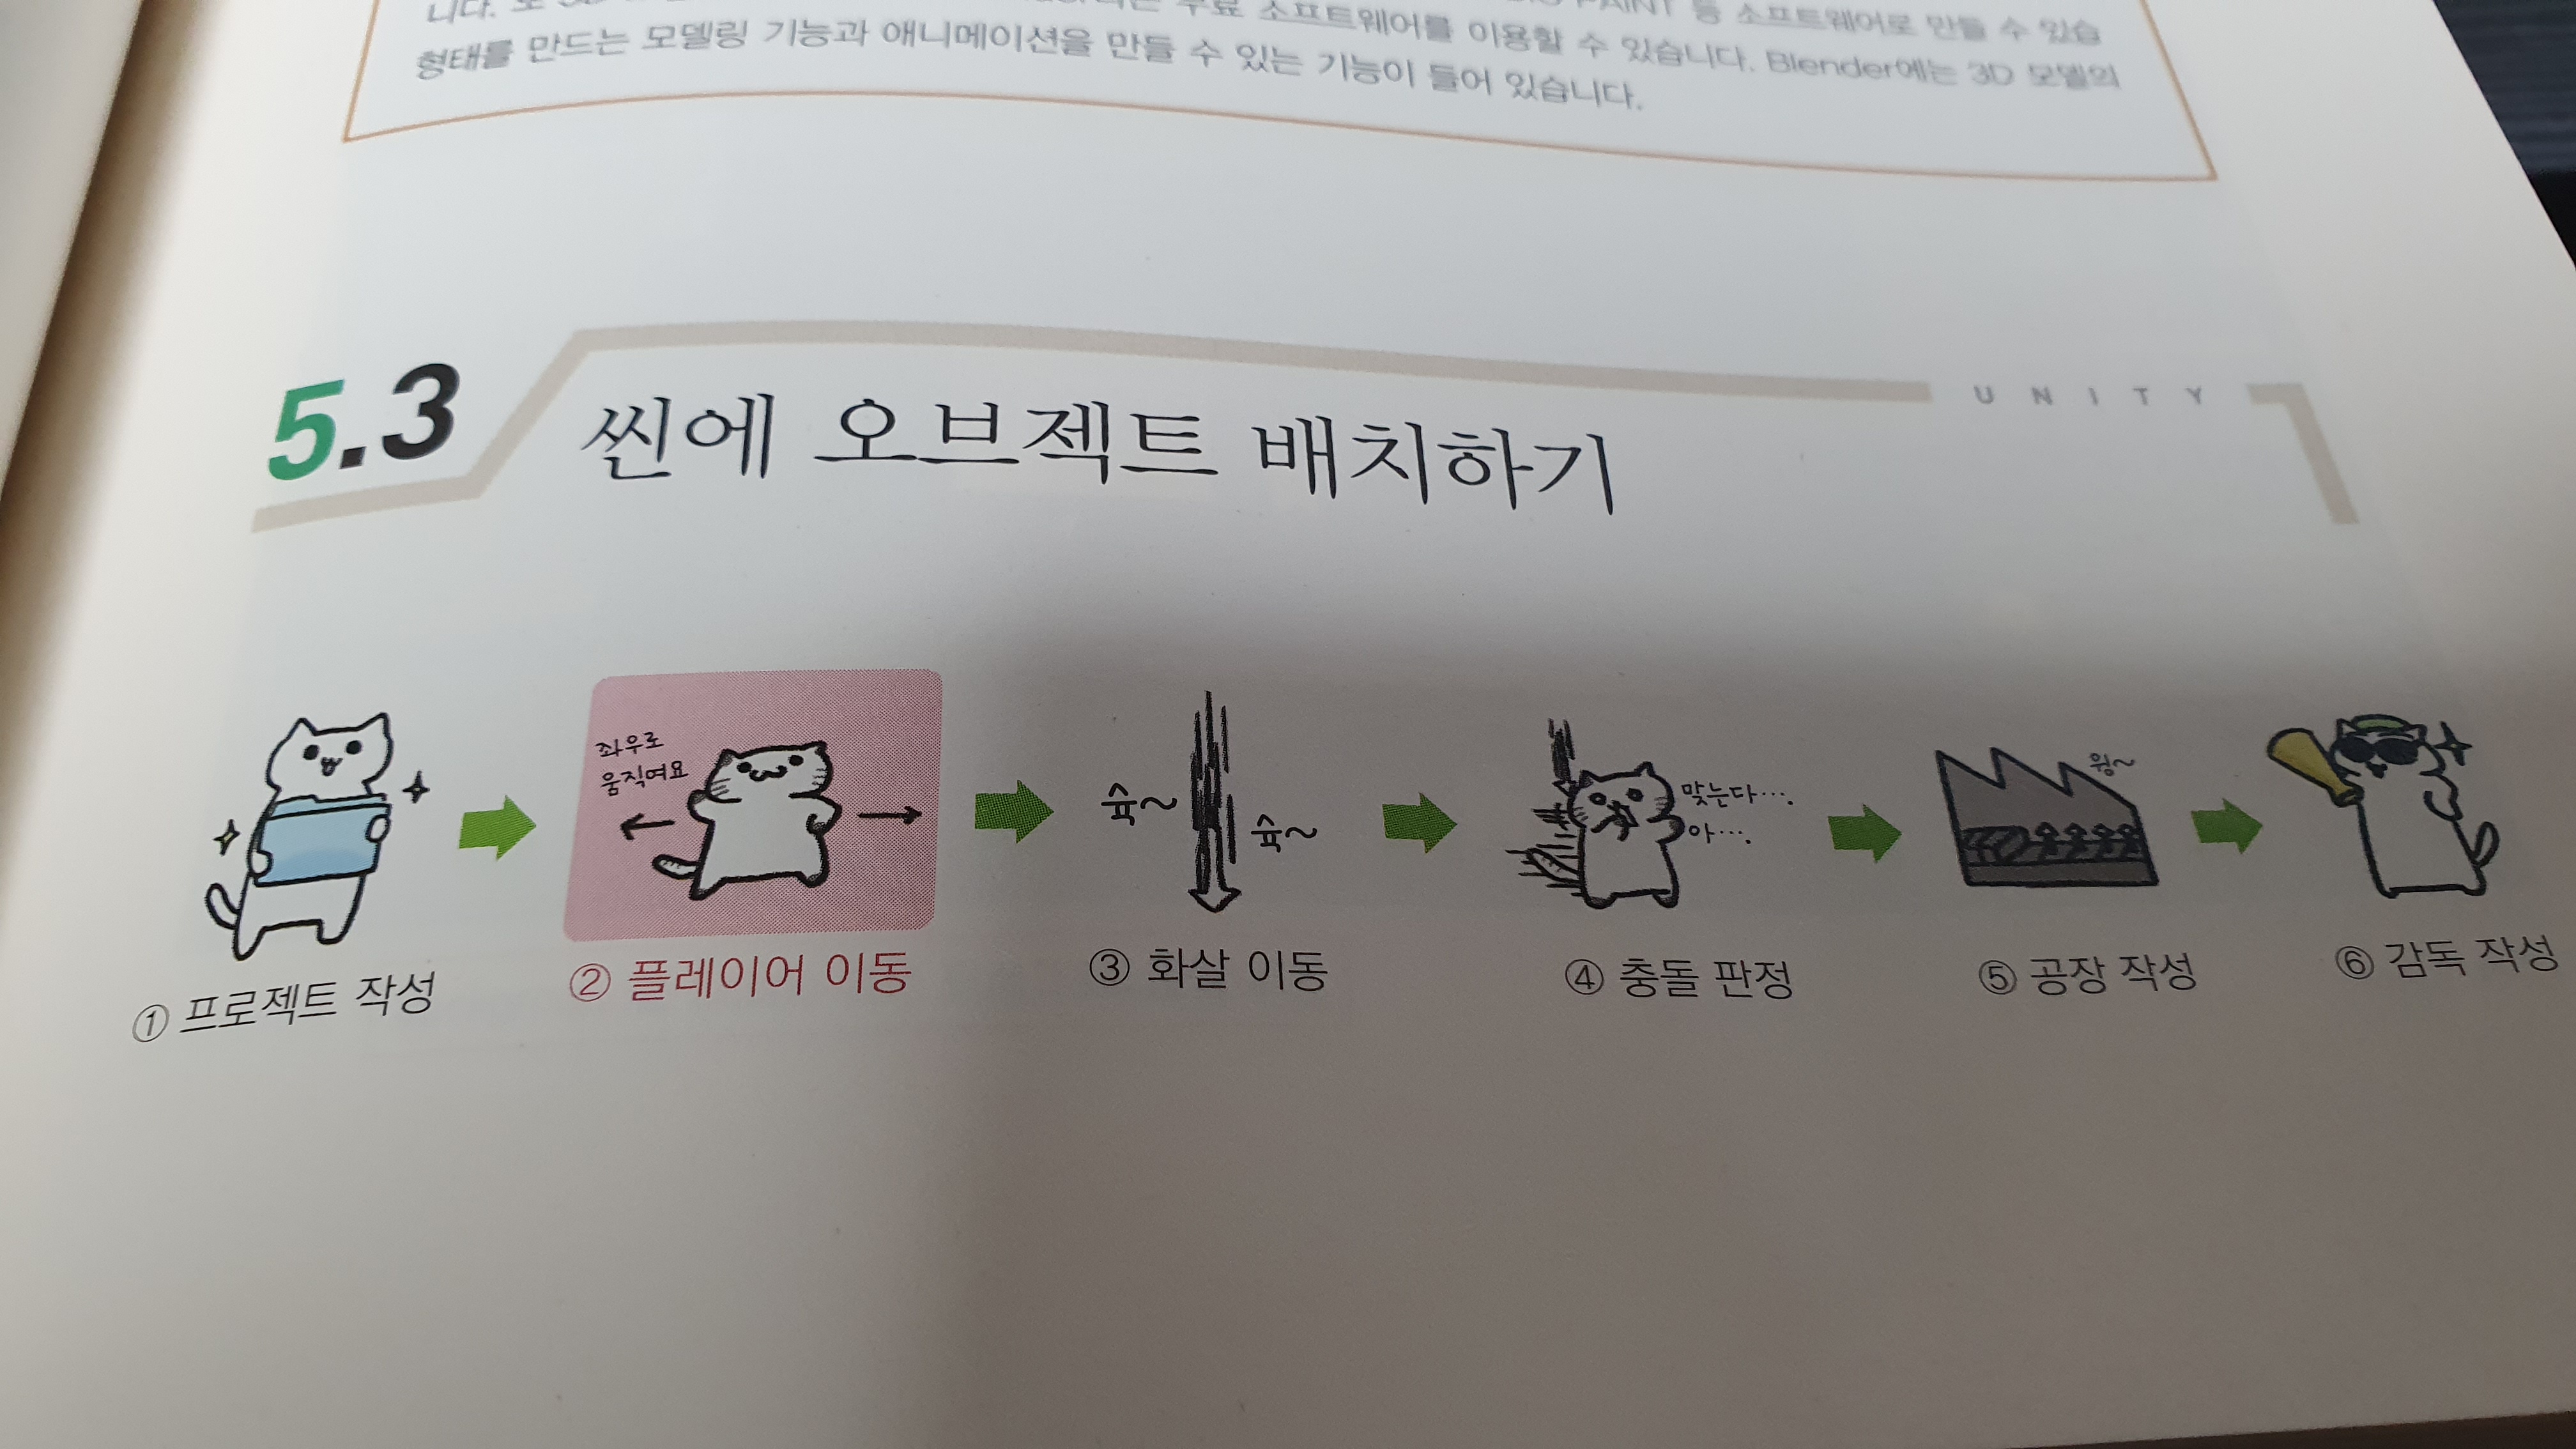 니다. 또 무료 소프트웨어를 이용할 수 있습니다. Blender에는 3D 모델의
PAINT 등 소프트웨어로 만들 수 있습
형태를 만드는 모델링 기능과 애니메이션을 만들 수 있는 기능이 들어 있습니다.
UNITY
5.3 씬에 오브젝트 배치하기
좌우로
움직여요
슉~
슉~
맞는다….
아….
윙~
① 프로젝트 작성
② 플레이어 이동
③ 화살 이동
④ 충돌 판정
⑤ 공장 작성
⑥ 감독 작성